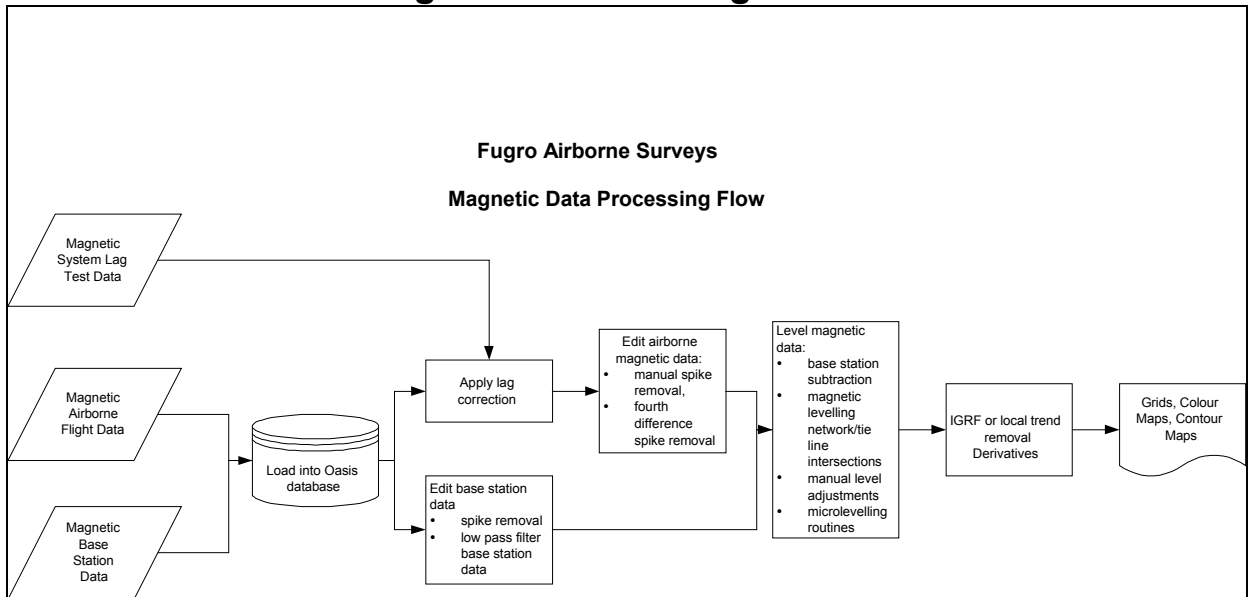 Fugro Airborne Surveys
Magnetic Data Processing Flow
Magnetic
System Lag
Test Data
Magnetic
Airborne
Flight Data
Magnetic
Base
Station
Data
Load into Oasis
database
Apply lag
correction
Edit base station
data
• spike removal
• low pass filter
base station
data
Edit airborne
magnetic data:
• manual spike
removal,
• fourth
difference
spike removal
Level magnetic
data:
• base station
subtraction
• magnetic
levelling
network/tie
line
intersections
• manual level
adjustments
• microlevelling
routines
IGRF or local trend
removal
Derivatives
Grids, Colour
Maps, Contour
Maps